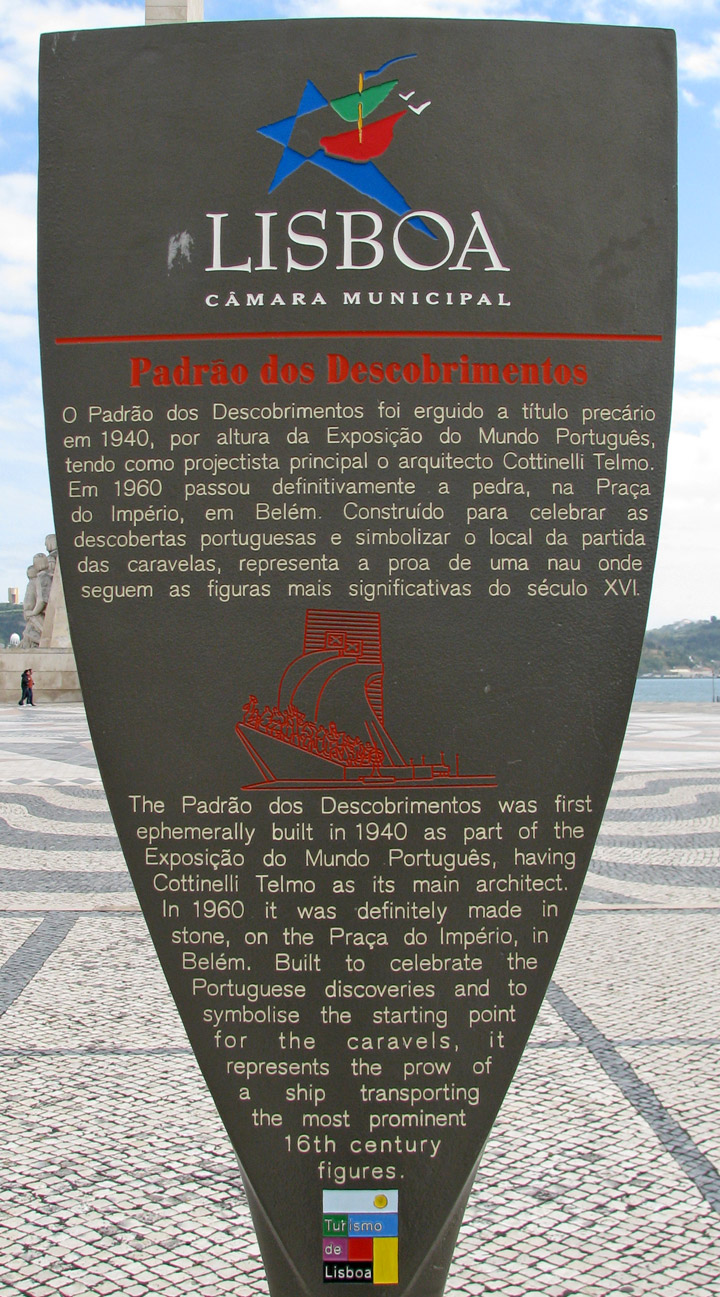 LISBOA
CÂMARA MUNICIPAL
Padrão dos Descobrimentos
O Padrão dos Descobrimentos foi erguido a título precário
em 1940, por altura da Exposição do Mundo Português,
tendo como projectista principal o arquitecto Cottinelli Telmo.
Em 1960 passou definitivamente a pedra, na Praça
do Império, em Belém. Construído para celebrar as
descobertas portuguesas e simbolizar o local da partida
das caravelas, representa a proa de uma nau onde
seguem as figuras mais significativas do século XVI.
The Padrão dos Descobrimentos was first
ephemerally built in 1940 as part of the
Exposição do Mundo Português, having
Cottinelli Telmo as its main architect.
In 1960 it was definitely made in
stone, on the Praça do Império, in
Belém. Built to celebrate the
Portuguese discoveries and to
symbolise the starting point
for the caravels, it
represents the prow of
a ship transporting
the most prominent
16th century
figures.
Turismo
de
Lisboa